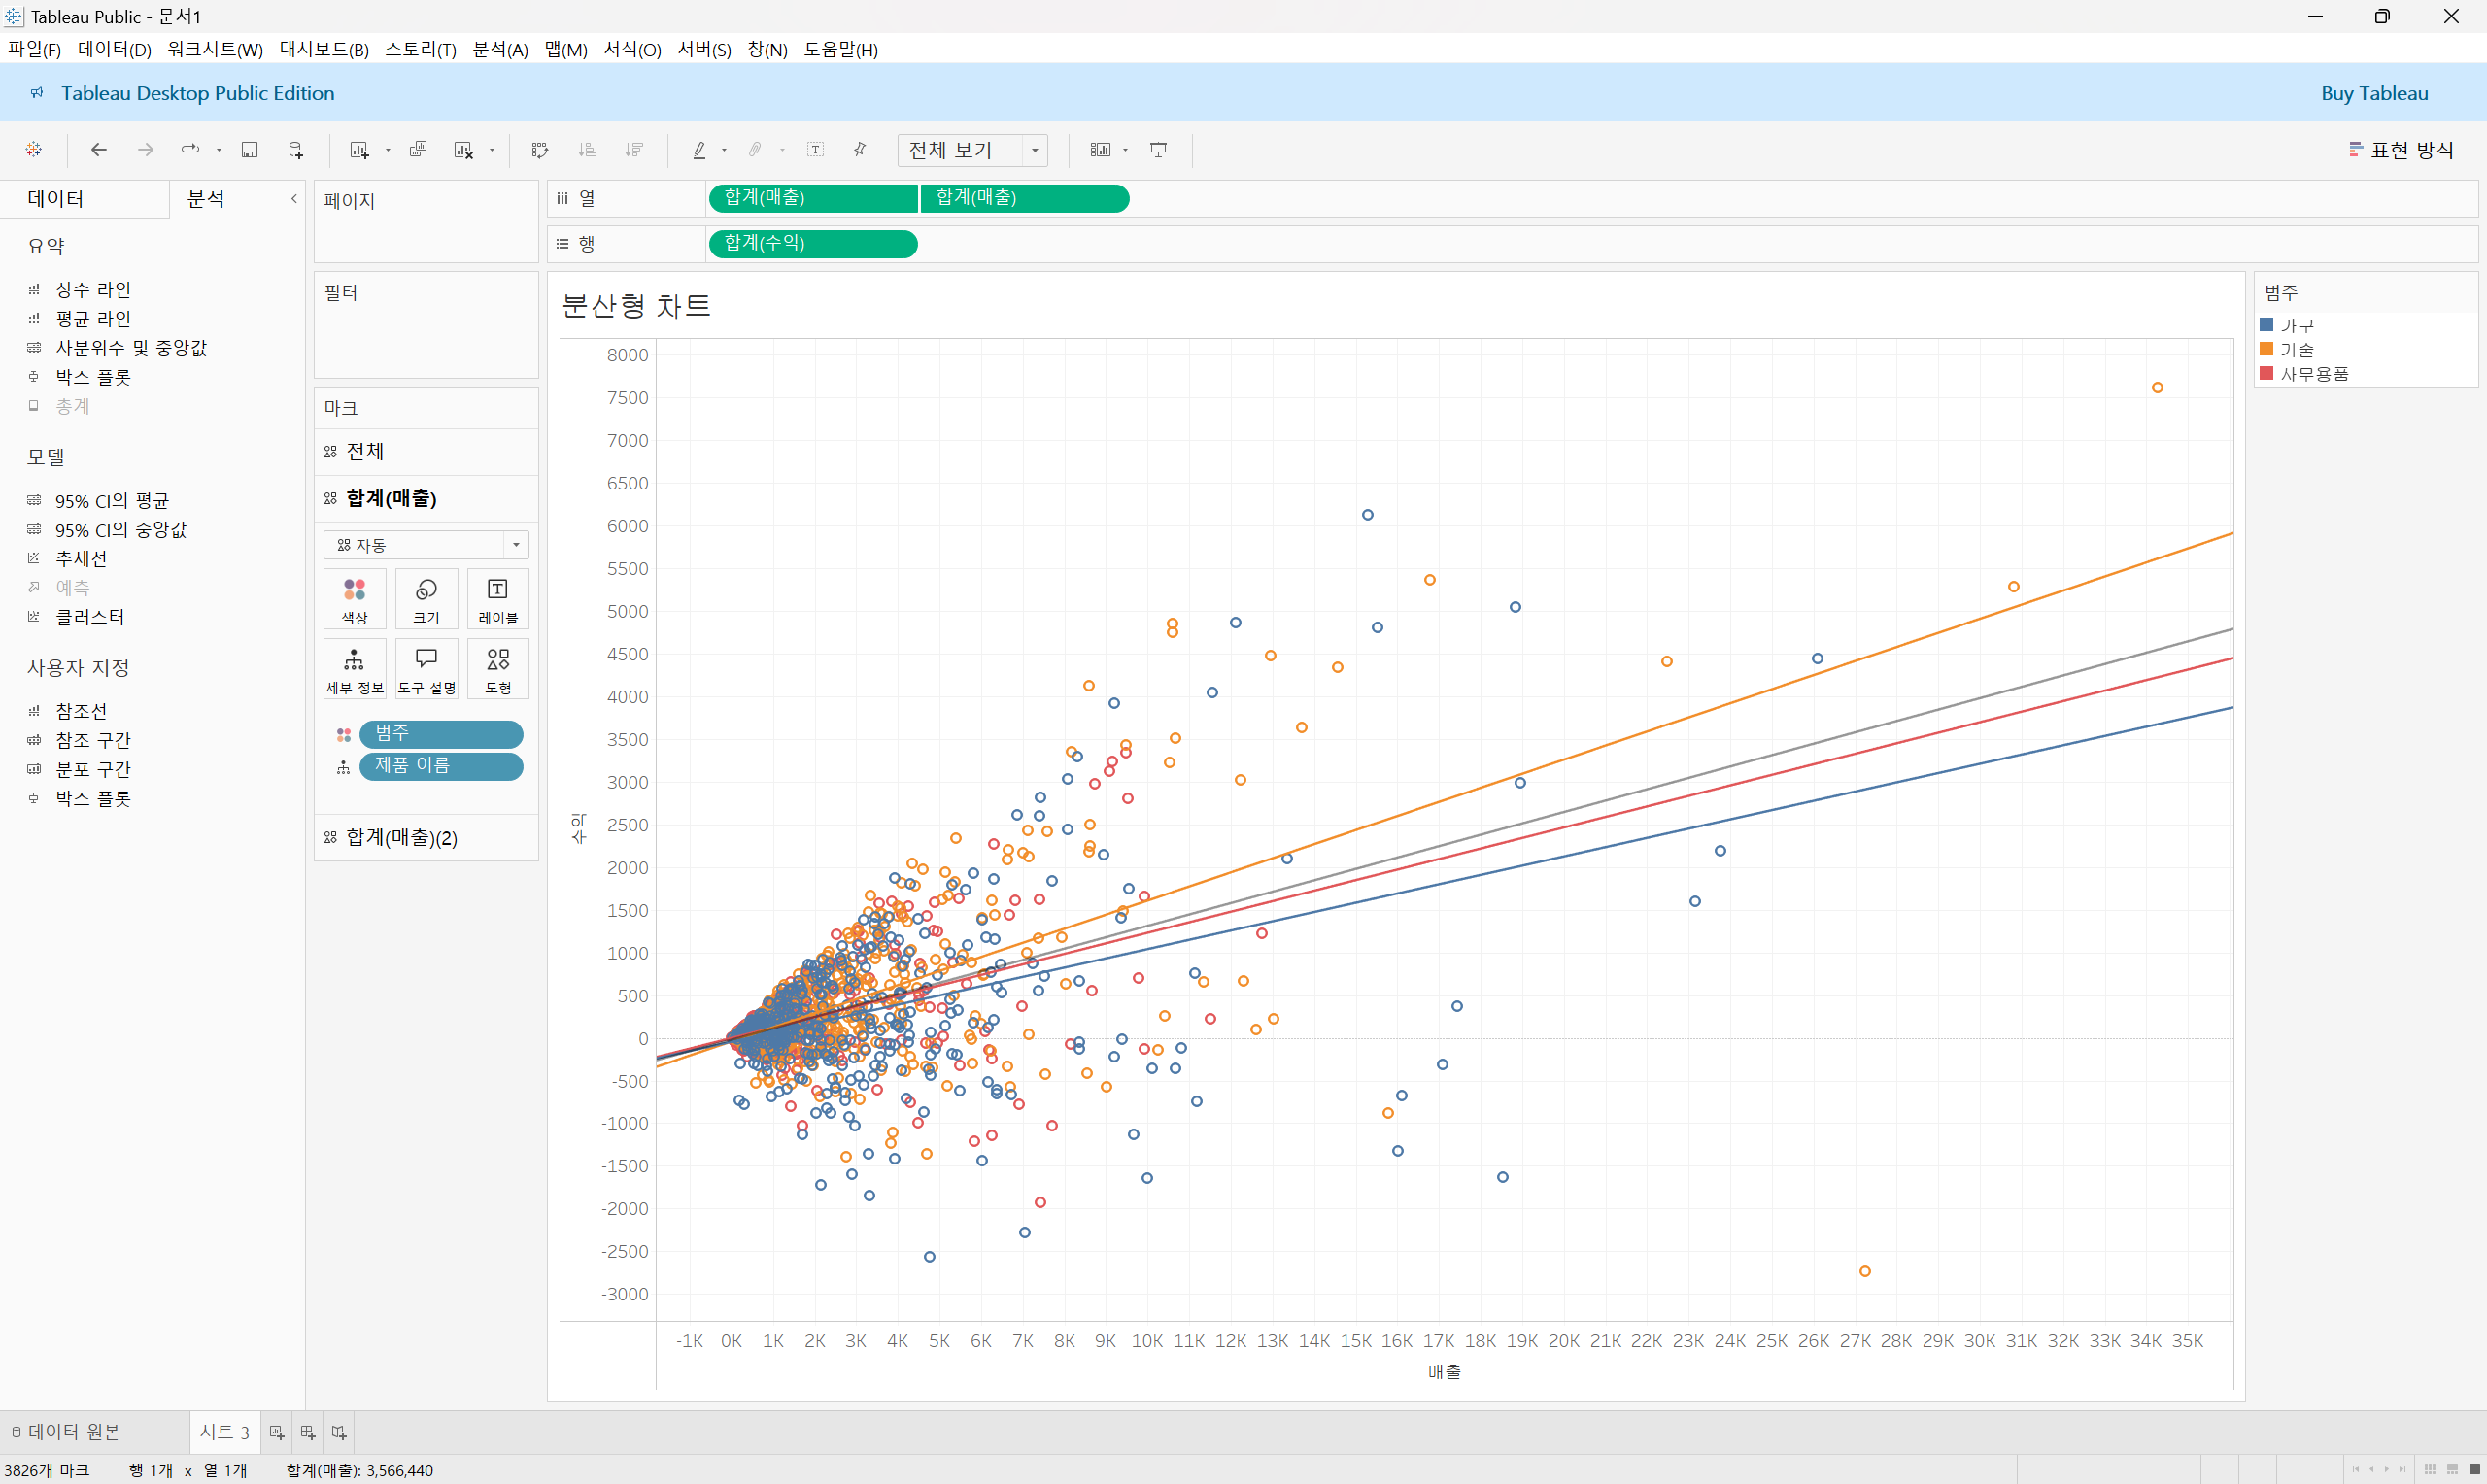 Tableau Public - 문서1
파일(F) 데이터(D) 워크시트(W) 대시보드(B) 스토리(T) 분석(A) 맵(M) 서식(O) 서버(S) 창(N) 도움말(H)
Tableau Desktop Public Edition
Buy Tableau
전체 보기
표현 방식
데이터
분석
요약
상수 라인
평균 라인
사분위수 및 중앙값
박스 플롯
총계
모델
95% CI의 평균
95% CI의 중앙값
추세선
예측
클러스터
사용자 지정
참조선
참조 구간
분포 구간
박스 플롯
페이지
필터
마크
전체
합계(매출)
자동
색상
크기
레이블
세부 정보
도구 설명
도형
범주
제품 이름
합계(매출)(2)
열
합계(매출)
합계(매출)
행
합계(수익)
분산형 차트
8000
7500
7000
6500
6000
5500
5000
4500
4000
3500
3000
2500
2000
1500
1000
500
0
-500
-1000
-1500
-2000
-2500
-3000
수익
-1K 0K 1K 2K 3K 4K 5K 6K 7K 8K 9K 10K 11K 12K 13K 14K 15K 16K 17K 18K 19K 20K 21K 22K 23K 24K 25K 26K 27K 28K 29K 30K 31K 32K 33K 34K 35K
매출
범주
가구
기술
사무용품
데이터 원본
시트 3
3826개 마크 행 1개 x 열 1개 합계(매출): 3,566,440